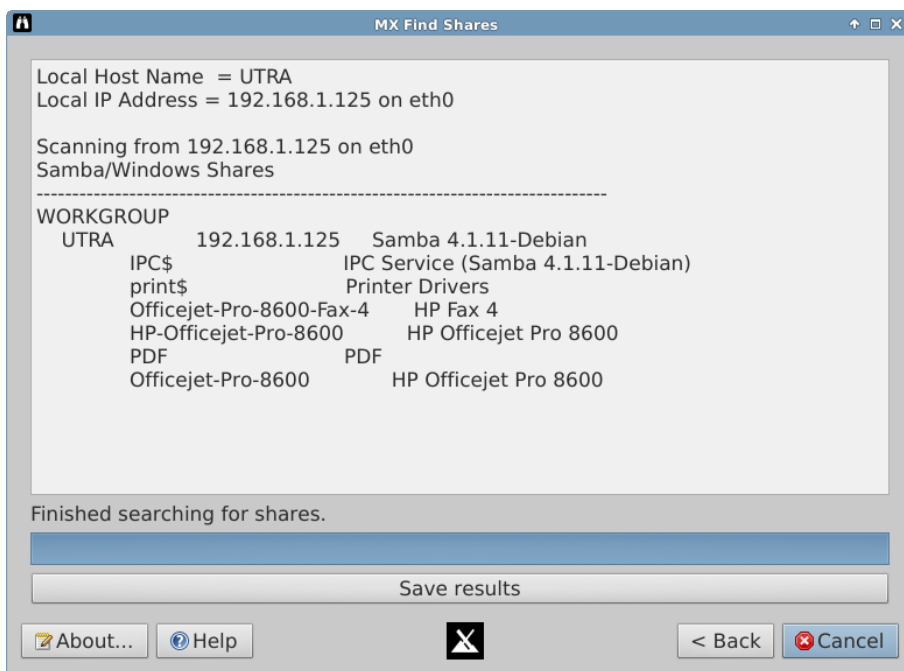 MX Find Shares
Local Host Name = UTRA
Local IP Address = 192.168.1.125 on eth0
Scanning from 192.168.1.125 on eth0
Samba/Windows Shares
--------------------------------------------------------------------------------
WORKGROUP
UTRA 192.168.1.125 Samba 4.1.11-Debian
IPC$ IPC Service (Samba 4.1.11-Debian)
print$ Printer Drivers
Officejet-Pro-8600-Fax-4 HP Fax 4
HP-Officejet-Pro-8600 HP Officejet Pro 8600
PDF PDF
Officejet-Pro-8600 HP Officejet Pro 8600
Finished searching for shares.
Save results
About... Help < Back Cancel